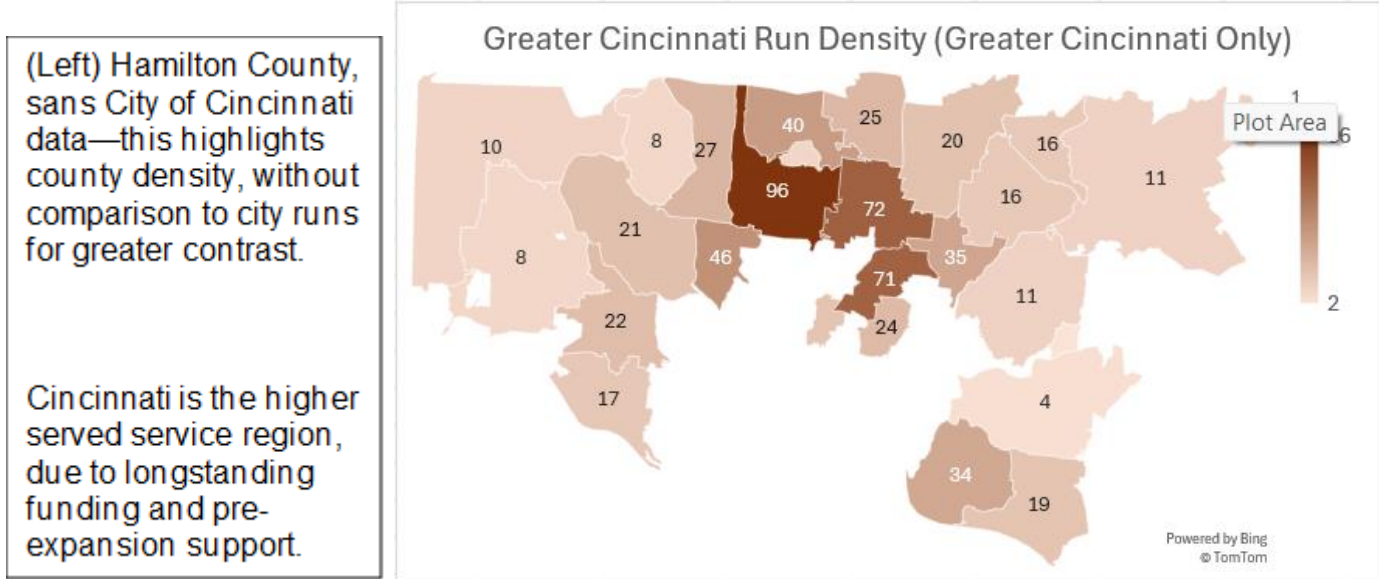 (Left) Hamilton County,
sans City of Cincinnati
data—this highlights
county density, without
comparison to city runs
for greater contrast.
Cincinnati is the higher
served service region,
due to longstanding
funding and pre-
expansion support.
Greater Cincinnati Run Density (Greater Cincinnati Only)
1
Plot Area
6
10
8
27
40
25
20
16
11
96
72
16
21
8
46
35
71
11
22
24
2
17
4
34
19
Powered by Bing
© TomTom